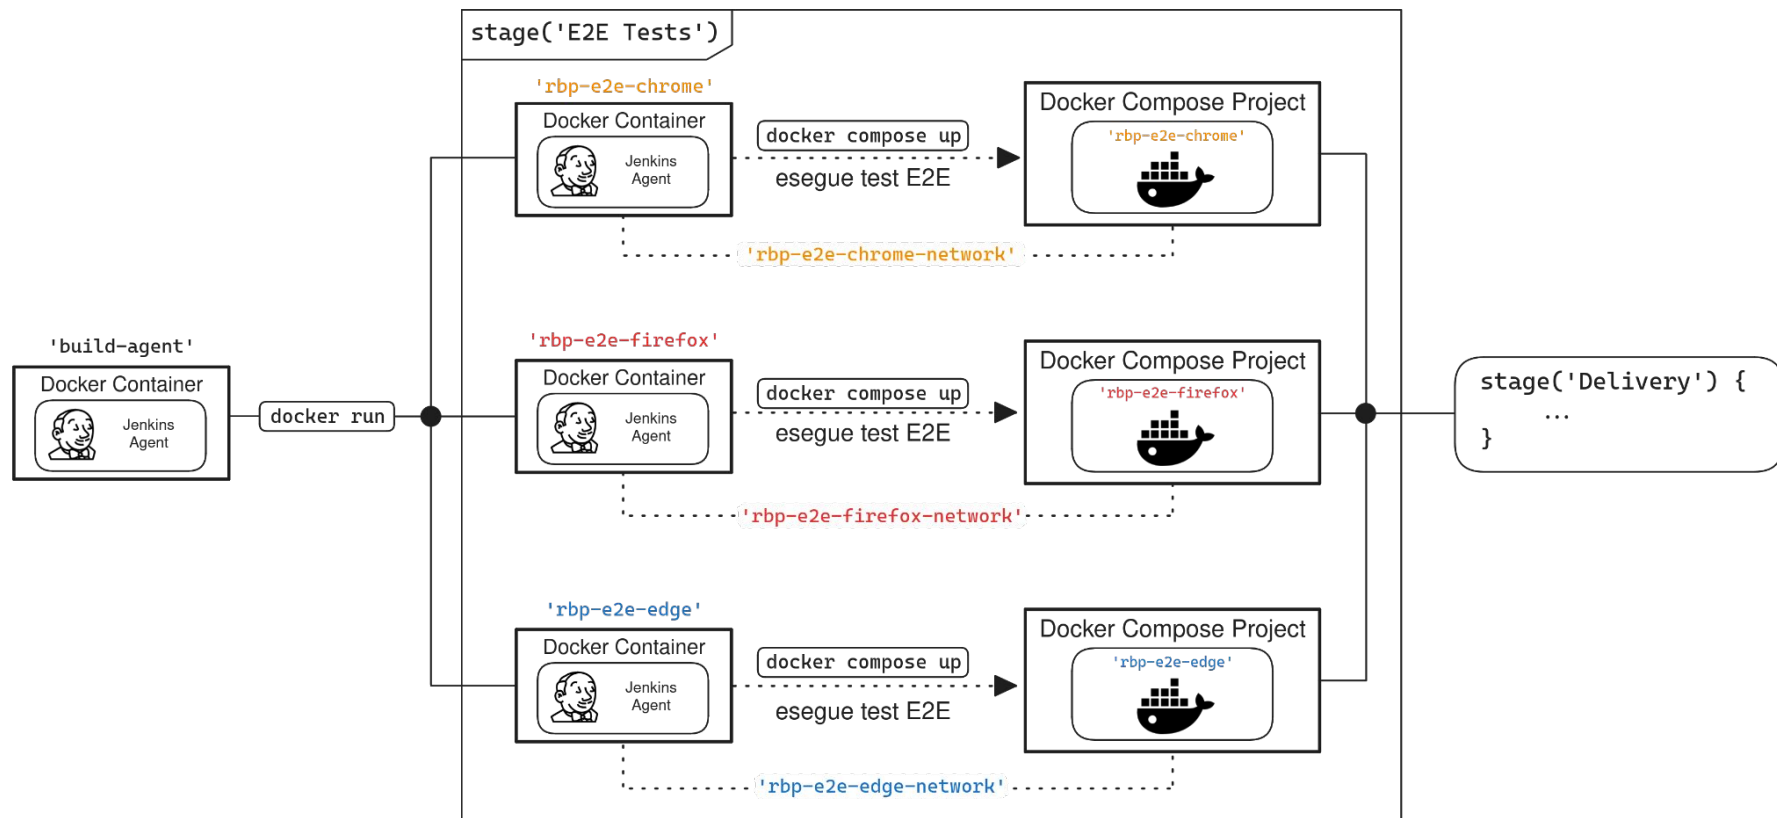 stage('E2E Tests')
'rbp-e2e-chrome'
Docker Container
Jenkins
Agent
docker compose up
esegue test E2E
Docker Compose Project
'rbp-e2e-chrome'
'rbp-e2e-chrome-network'
'build-agent'
Docker Container
Jenkins
Agent
docker run
'rbp-e2e-firefox'
Docker Container
Jenkins
Agent
docker compose up
esegue test E2E
Docker Compose Project
'rbp-e2e-firefox'
'rbp-e2e-firefox-network'
stage('Delivery') {
...
}
'rbp-e2e-edge'
Docker Container
Jenkins
Agent
docker compose up
esegue test E2E
Docker Compose Project
'rbp-e2e-edge'
'rbp-e2e-edge-network'